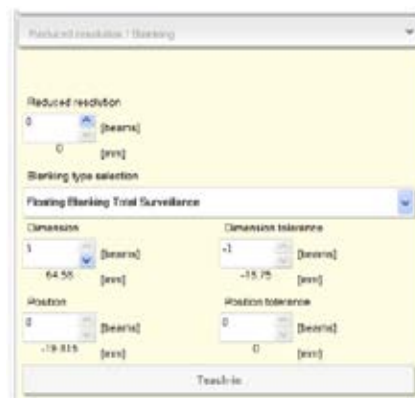 Reduced resolution / Blanking
Reduced resolution
0 [beams]
0 [mm]
Blanking type selection
Floating Blanking Total Surveillance
Dimension Dimension tolerance
[beams] -1 [beams]
64.58 [mm] -15.75 [mm]
Position Position tolerance
0 [beams] 0 [beams]
-19.815 [mm] 0 [mm]
Teach-in